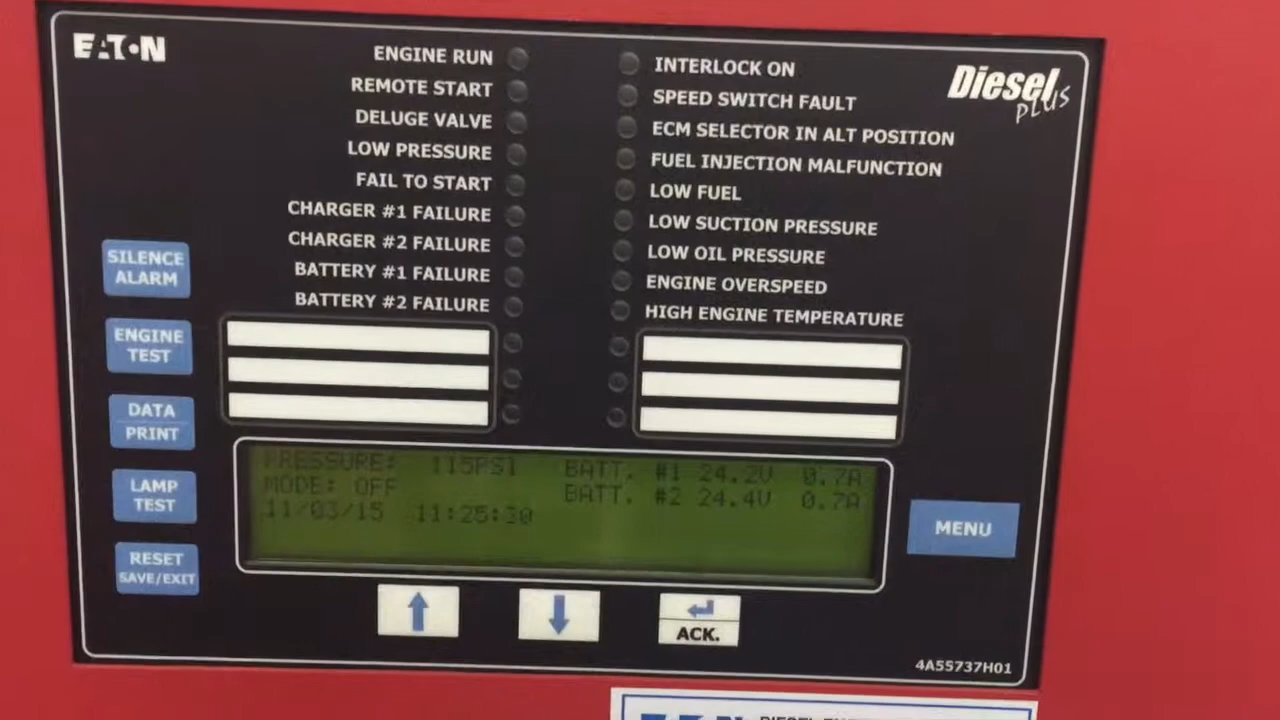 EATON
Diesel
PLUS
ENGINE RUN
REMOTE START
DELUGE VALVE
LOW PRESSURE
FAIL TO START
CHARGER #1 FAILURE
CHARGER #2 FAILURE
BATTERY #1 FAILURE
BATTERY #2 FAILURE
INTERLOCK ON
SPEED SWITCH FAULT
ECM SELECTOR IN ALT POSITION
FUEL INJECTION MALFUNCTION
LOW FUEL
LOW SUCTION PRESSURE
LOW OIL PRESSURE
ENGINE OVERSPEED
HIGH ENGINE TEMPERATURE
SILENCE
ALARM
ENGINE
TEST
DATA
PRINT
LAMP
TEST
RESET
SAVE/EXIT
PRESSURE: 115PSI BATT. #1 24.2V 0.7A
MODE: OFF BATT. #2 24.4V 0.7A
11/03/15 11:25:30
MENU
ACK.
4A55737H01
DIESEL